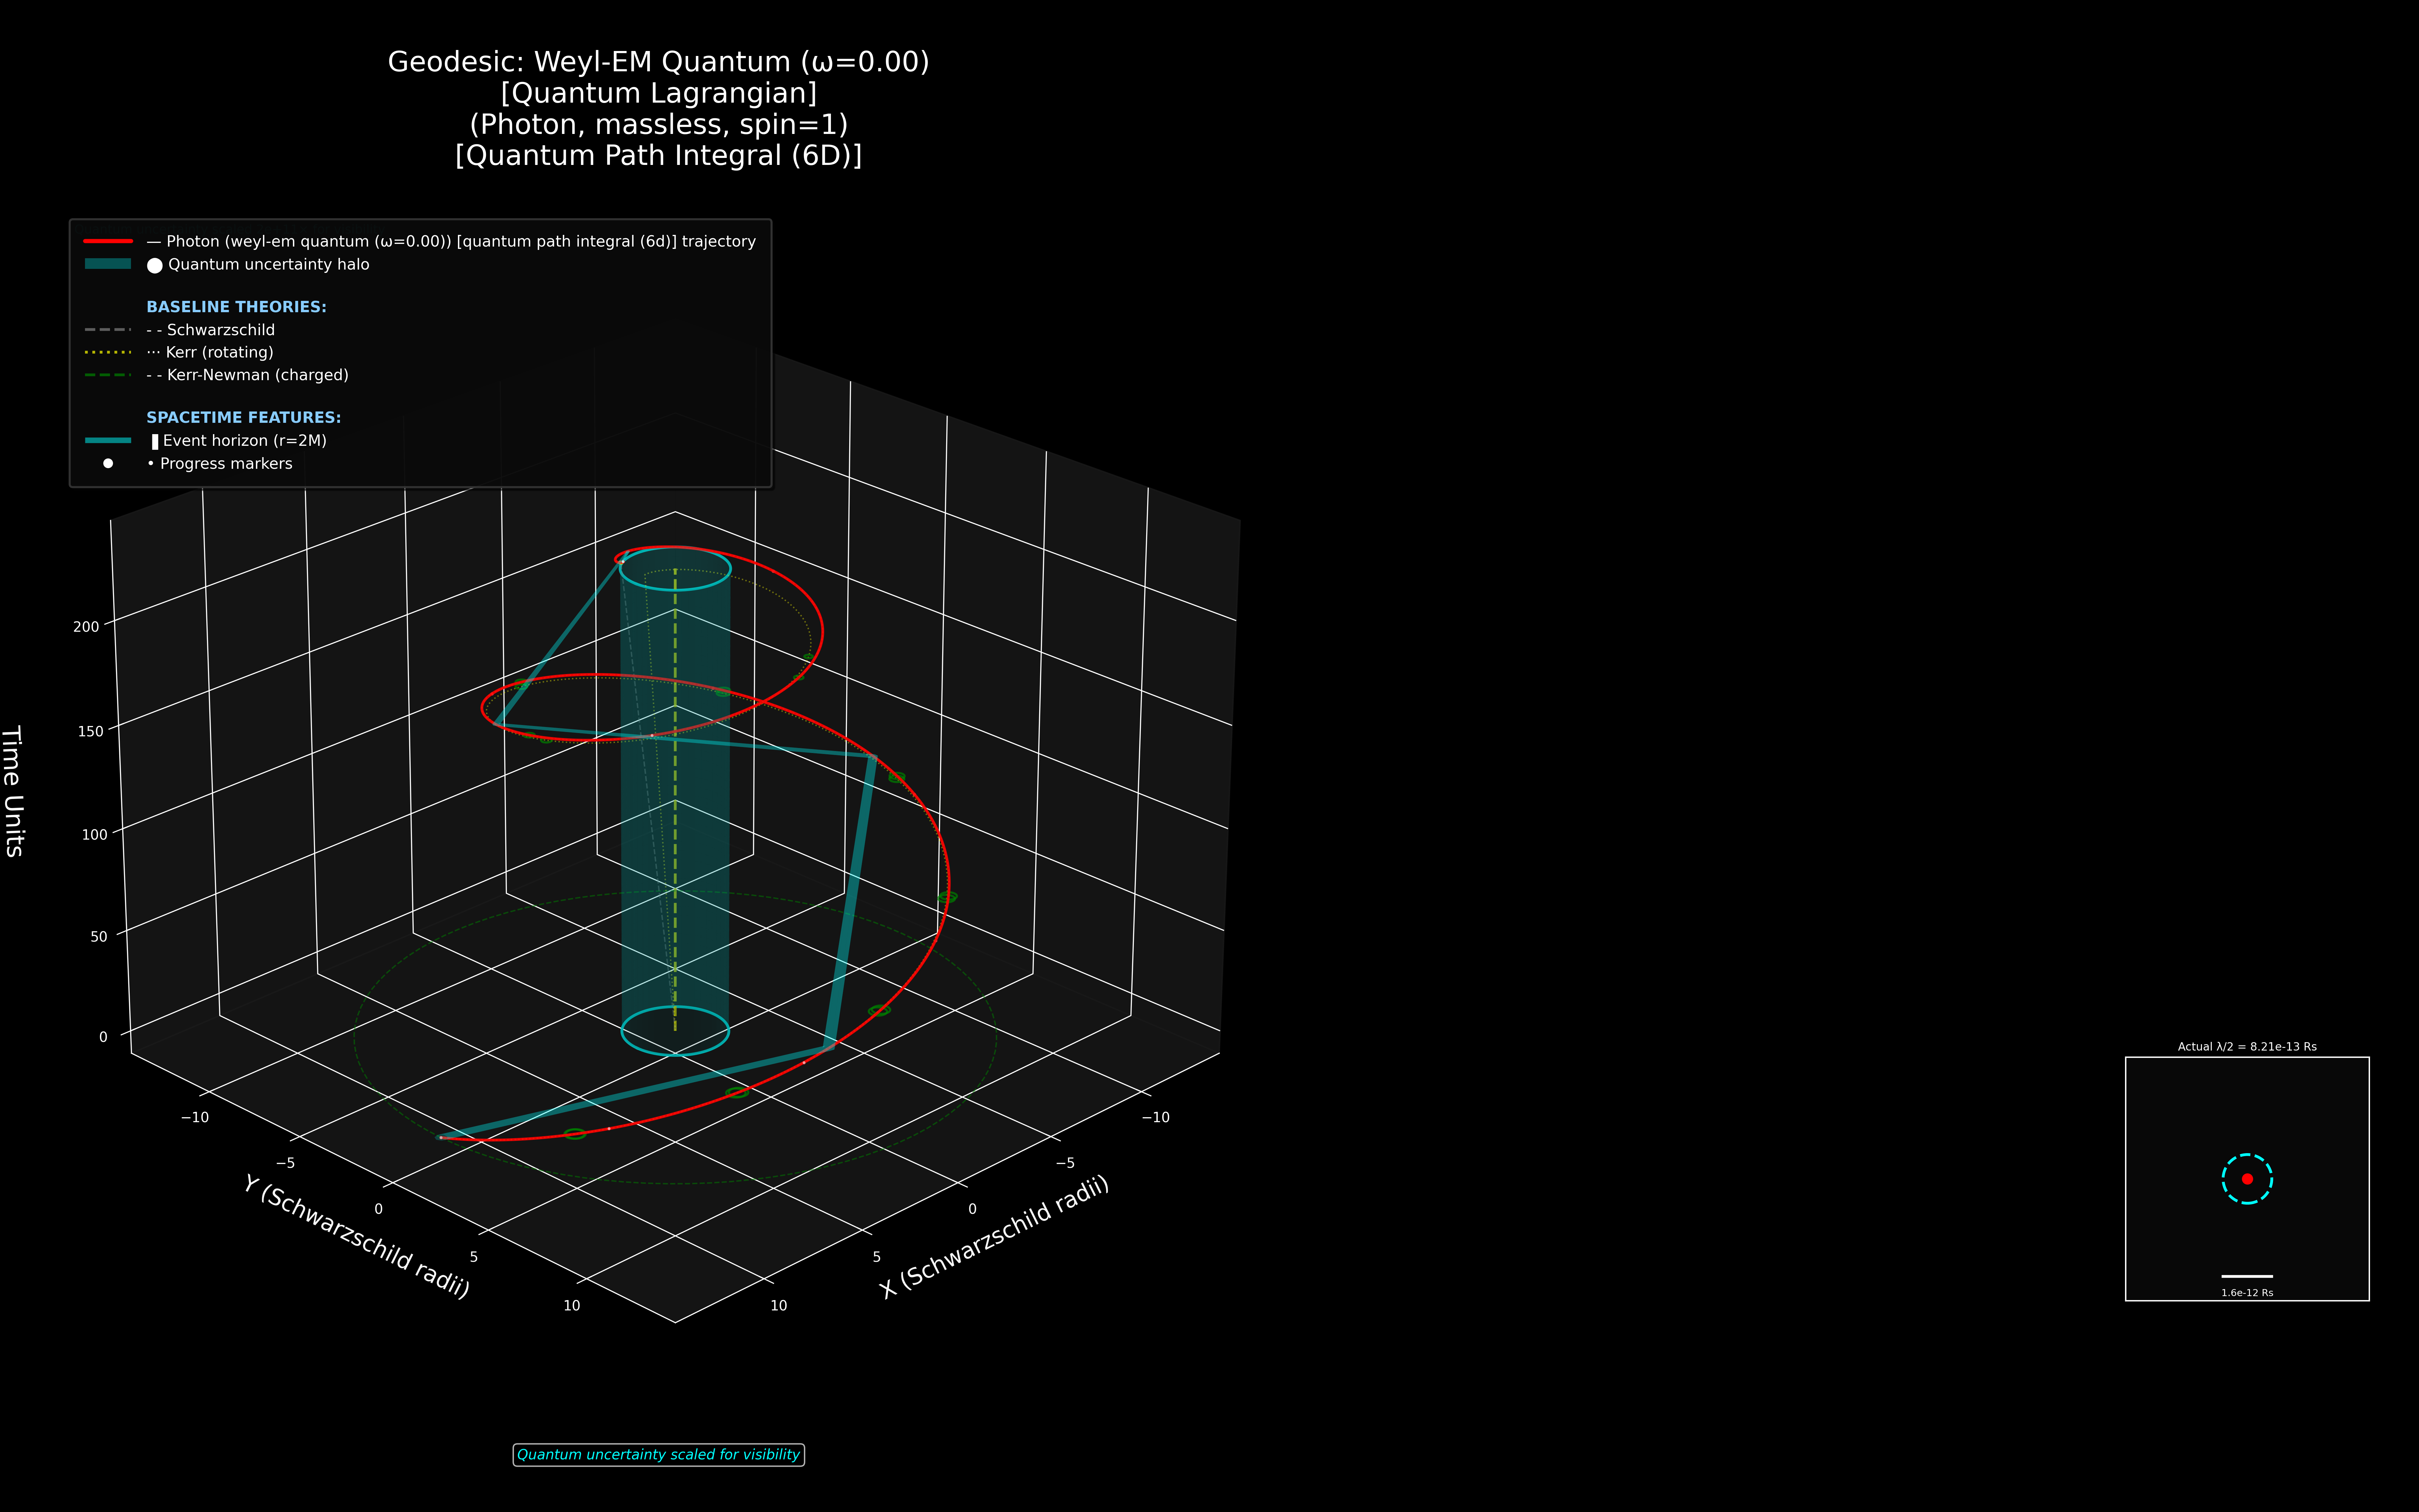 Geodesic: Weyl-EM Quantum (ω=0.00)
[Quantum Lagrangian]
(Photon, massless, spin=1)
[Quantum Path Integral (6D)]
— Photon (weyl-em quantum (ω=0.00)) [quantum path integral (6d)] trajectory
● Quantum uncertainty halo
BASELINE THEORIES:
- - Schwarzschild
··· Kerr (rotating)
- - Kerr-Newman (charged)
SPACETIME FEATURES:
▐ Event horizon (r=2M)
• Progress markers
Time Units
200
150
100
50
0
−10
−5
0
5
10
Y (Schwarzschild radii)
10
5
0
−5
−10
X (Schwarzschild radii)
Actual λ/2 = 8.21e-13 Rs
1.6e-12 Rs
Quantum uncertainty scaled for visibility